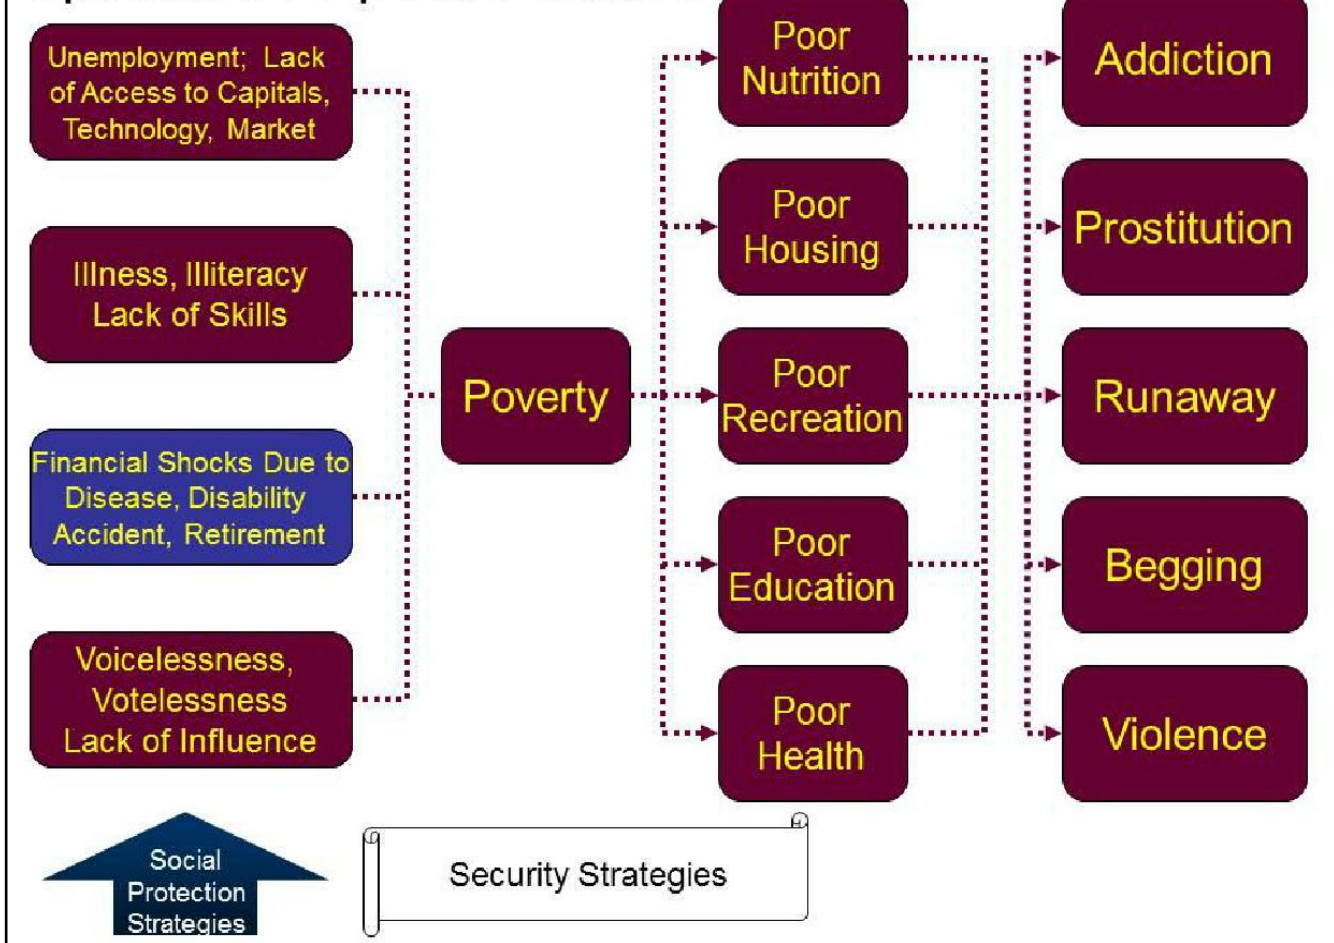 Unemployment; Lack
of Access to Capitals,
Technology, Market
Illness, Illiteracy
Lack of Skills
Financial Shocks Due to
Disease, Disability
Accident, Retirement
Voicelessness,
Votelessness
Lack of Influence
Poverty
Poor
Nutrition
Poor
Housing
Poor
Recreation
Poor
Education
Poor
Health
Addiction
Prostitution
Runaway
Begging
Violence
Social
Protection
Strategies
Security Strategies